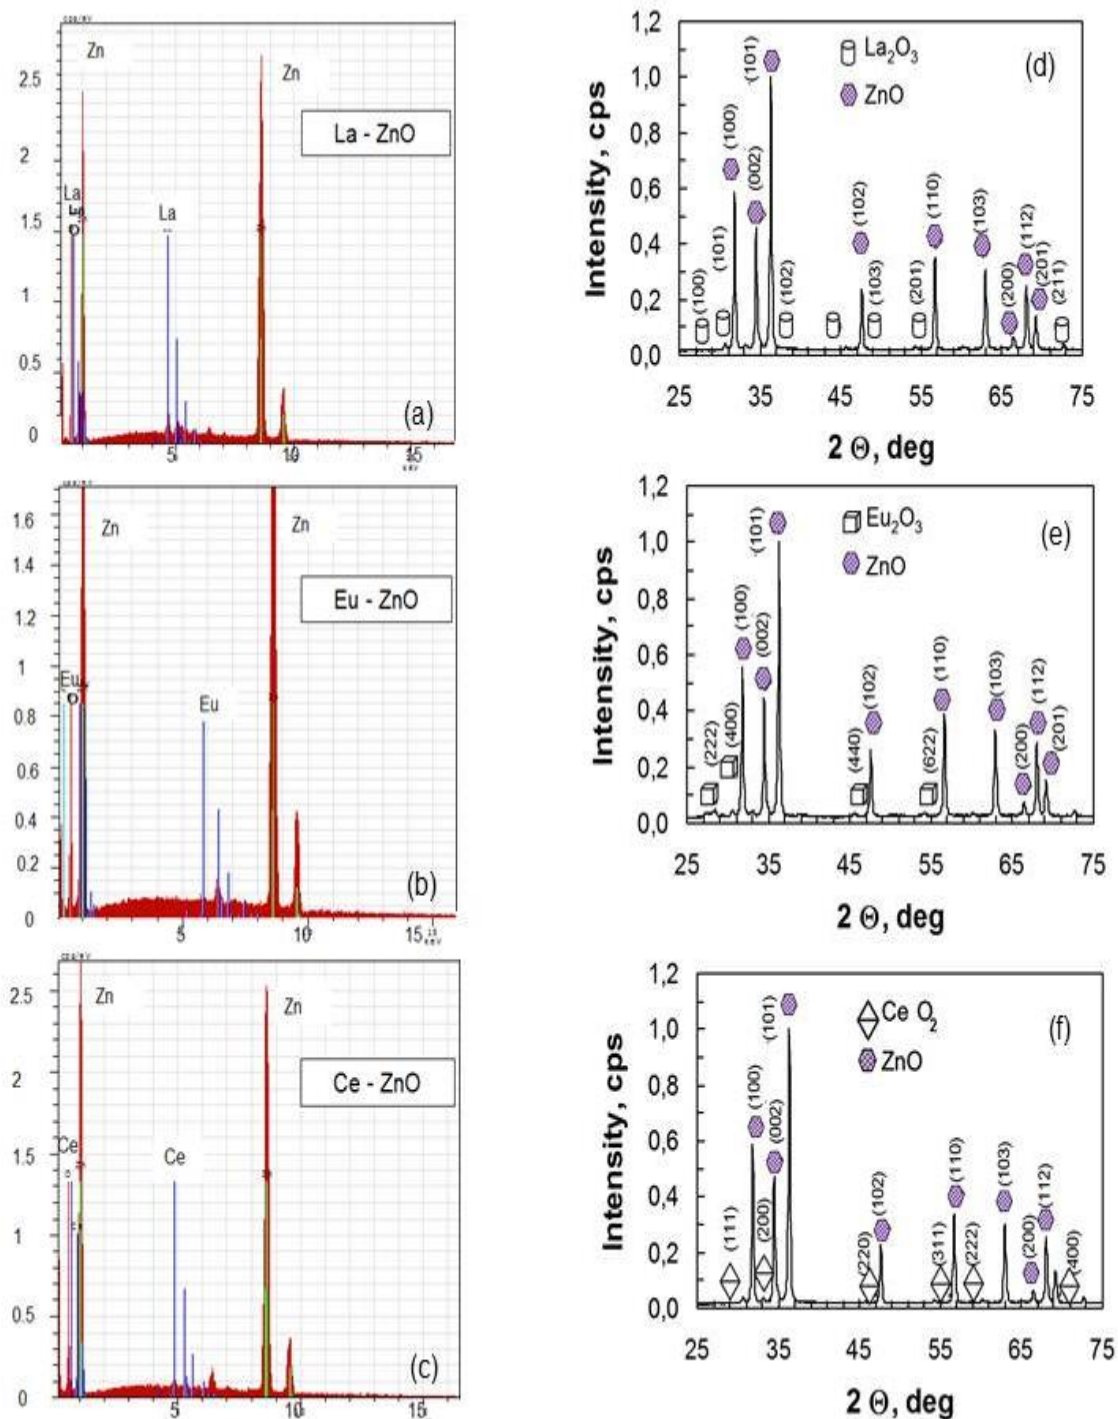 cps/eV
Zn
Zn
La - ZnO
La
La
2.5
2
1.5
1
0.5
0
5
10
15
keV
(a)
1,2
1,0
0,8
0,6
0,4
0,2
0,0
Intensity, cps
La₂O₃
ZnO
(d)
(100)
(101)
(100)
(002)
(101)
(102)
(102)
(103)
(201)
(110)
(103)
(200)
(112)
(201)
(211)
25 35 45 55 65 75
2 Θ, deg
Zn
Zn
Eu - ZnO
Eu
Eu
1.6
1.4
1.2
1
0.8
0.6
0.4
0.2
0
5
10
15
keV
(b)
1,2
1,0
0,8
0,6
0,4
0,2
0,0
Intensity, cps
Eu₂O₃
ZnO
(e)
(222)
(400)
(100)
(002)
(101)
(440)
(102)
(622)
(110)
(103)
(200)
(112)
(201)
25 35 45 55 65 75
2 Θ, deg
cps/eV
Zn
Zn
Ce - ZnO
Ce
Ce
2.5
2
1.5
1
0.5
0
5
10
15
(c)
1,2
1,0
0,8
0,6
0,4
0,2
0,0
Intensity, cps
Ce O₂
ZnO
(f)
(111)
(100)
(200)
(002)
(101)
(220)
(102)
(311)
(110)
(222)
(103)
(200)
(112)
(400)
25 35 45 55 65 75
2 Θ, deg